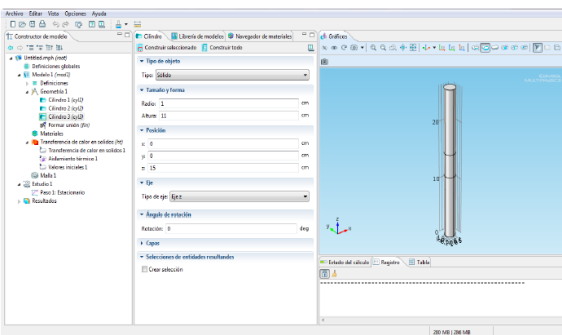 Archivo Editar Vista Opciones Ayuda
Constructor de modelo
Untitled.mph (root)
Definiciones globales
Modelo 1 (mod1)
Definiciones
Geometría 1
Cilindro 1 (cyl1)
Cilindro 2 (cyl2)
Cilindro 3 (cyl3)
Formar unión (fin)
Materiales
Transferencia de calor en sólidos (ht)
Transferencia de calor en sólidos 1
Aislamiento térmico 1
Valores iniciales 1
Malla 1
Estudio 1
Paso 1: Estacionario
Resultados
Cilindro Librería de modelos Navegador de materiales
Construir seleccionado Construir todo
Tipo de objeto
Tipo: Sólido
Tamaño y forma
Radio: 1 cm
Altura: 11 cm
Posición
x: 0 cm
y: 0 cm
z: 15 cm
Eje
Tipo de eje: Eje z
Ángulo de rotación
Rotación: 0 deg
Capas
Selecciones de entidades resultantes
Crear selección
Gráficos
20
10
0
z
y x
Estado del cálculo Registro Tabla
280 MB | 286 MB